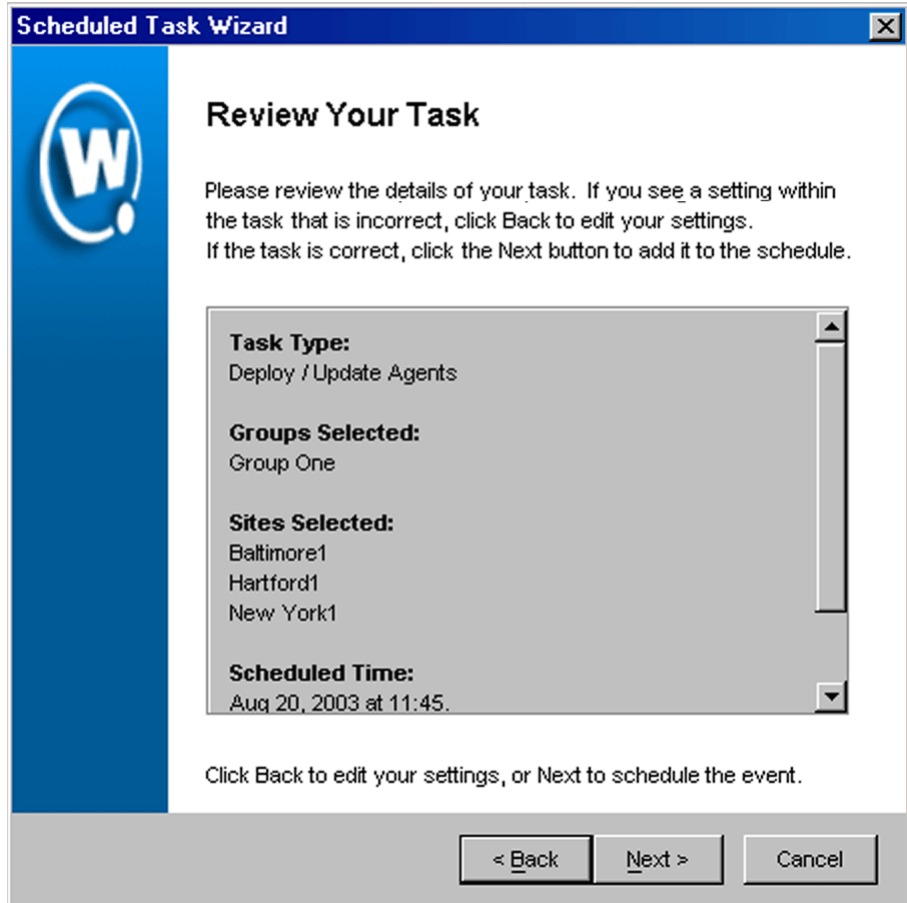 Scheduled Task Wizard
W
Review Your Task
Please review the details of your task. If you see a setting within
the task that is incorrect, click Back to edit your settings.
If the task is correct, click the Next button to add it to the schedule.
Task Type:
Deploy / Update Agents
Groups Selected:
Group One
Sites Selected:
Baltimore1
Hartford1
New York1
Scheduled Time:
Aug 20, 2003 at 11:45.
Click Back to edit your settings, or Next to schedule the event.
< Back
Next >
Cancel